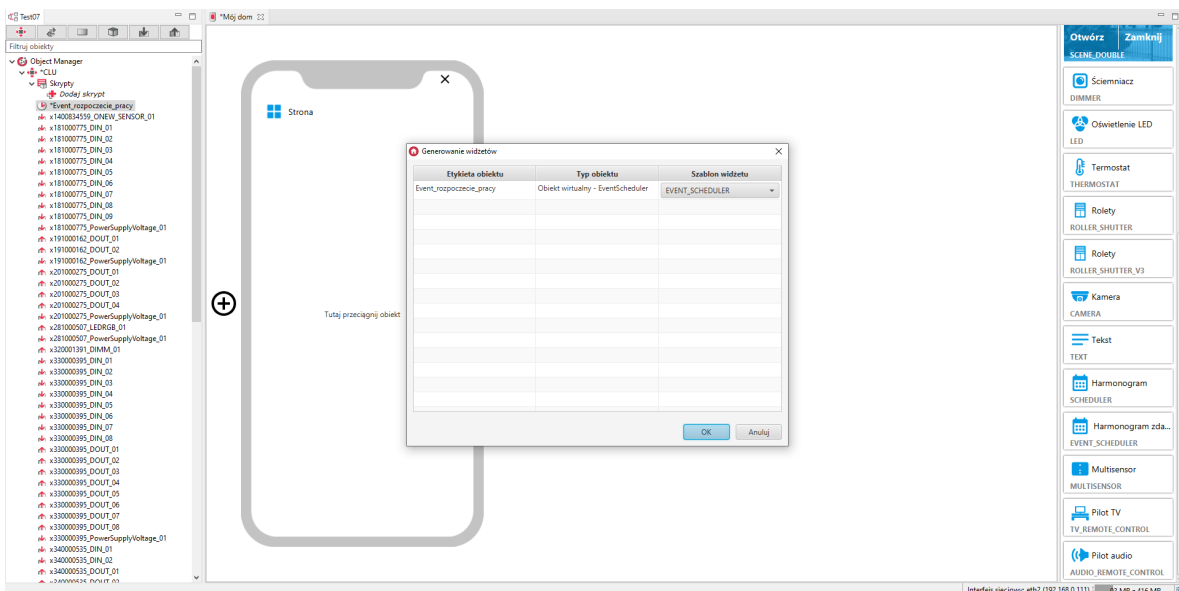 Test07
*Mój dom
Filtruj obiekty
Object Manager
*CLU
Skrypty
Dodaj skrypt
*Event_rozpoczecie_pracy
x1400834559_ONEW_SENSOR_01
x181000775_DIN_01
x181000775_DIN_02
x181000775_DIN_03
x181000775_DIN_04
x181000775_DIN_05
x181000775_DIN_06
x181000775_DIN_07
x181000775_DIN_08
x181000775_DIN_09
x181000775_PowerSupplyVoltage_01
x191000162_DOUT_01
x191000162_DOUT_02
x191000162_PowerSupplyVoltage_01
x201000275_DOUT_01
x201000275_DOUT_02
x201000275_DOUT_03
x201000275_DOUT_04
x201000275_PowerSupplyVoltage_01
x281000507_LEDRGB_01
x281000507_PowerSupplyVoltage_01
x320001391_DIMM_01
x330000395_DIN_01
x330000395_DIN_02
x330000395_DIN_03
x330000395_DIN_04
x330000395_DIN_05
x330000395_DIN_06
x330000395_DIN_07
x330000395_DIN_08
x330000395_DOUT_01
x330000395_DOUT_02
x330000395_DOUT_03
x330000395_DOUT_04
x330000395_DOUT_05
x330000395_DOUT_06
x330000395_DOUT_07
x330000395_DOUT_08
x330000395_PowerSupplyVoltage_01
x340000535_DIN_01
x340000535_DIN_02
x340000535_DOUT_01
Strona
Tutaj przeciągnij obiekt
Generowanie widżetów
Etykieta obiektu Typ obiektu Szablon widżetu
Event_rozpoczecie_pracy Obiekt wirtualny - EventScheduler EVENT_SCHEDULER
OK Anuluj
Otwórz Zamknij
SCENE_DOUBLE
Ściemniacz
DIMMER
Oświetlenie LED
LED
Termostat
THERMOSTAT
Rolety
ROLLER_SHUTTER
Rolety
ROLLER_SHUTTER_V3
Kamera
CAMERA
Tekst
TEXT
Harmonogram
SCHEDULER
Harmonogram zda...
EVENT_SCHEDULER
Multisensor
MULTISENSOR
Pilot TV
TV_REMOTE_CONTROL
Pilot audio
AUDIO_REMOTE_CONTROL